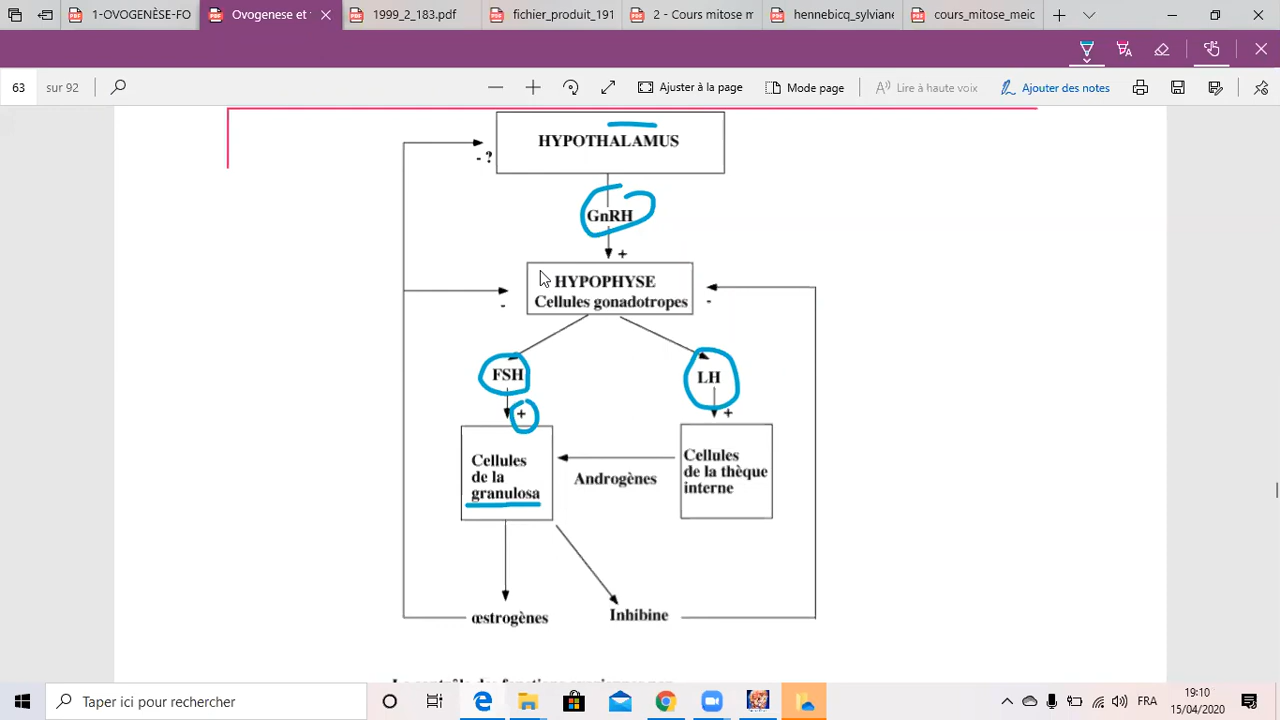 1-OVOGENÈSE-FO
Ovogenese et
1999_2_183.pdf
fichier_produit_191
2 - Cours mitose m
hennebicq_sylviane
cours_mitose_meic
63 sur 92
Ajuster à la page
Mode page
Lire à haute voix
Ajouter des notes
HYPOTHALAMUS
- ?
GnRH
+
HYPOPHYSE
Cellules gonadotropes
-
-
FSH
LH
+
+
Cellules
de la
granulosa
Androgènes
Cellules
de la thèque
interne
œstrogènes
Inhibine
Taper ici pour rechercher
FRA
19:10
15/04/2020